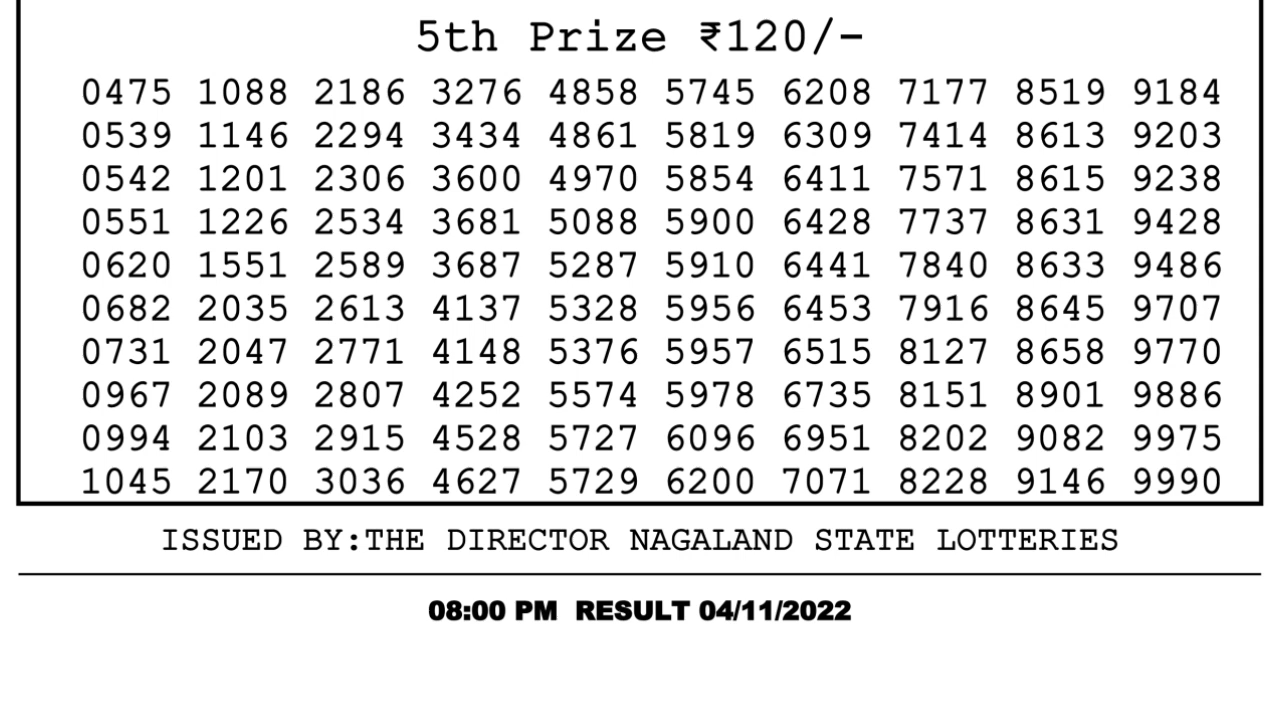 5th Prize ₹120/-
0475 1088 2186 3276 4858 5745 6208 7177 8519 9184
0539 1146 2294 3434 4861 5819 6309 7414 8613 9203
0542 1201 2306 3600 4970 5854 6411 7571 8615 9238
0551 1226 2534 3681 5088 5900 6428 7737 8631 9428
0620 1551 2589 3687 5287 5910 6441 7840 8633 9486
0682 2035 2613 4137 5328 5956 6453 7916 8645 9707
0731 2047 2771 4148 5376 5957 6515 8127 8658 9770
0967 2089 2807 4252 5574 5978 6735 8151 8901 9886
0994 2103 2915 4528 5727 6096 6951 8202 9082 9975
1045 2170 3036 4627 5729 6200 7071 8228 9146 9990
ISSUED BY:THE DIRECTOR NAGALAND STATE LOTTERIES
08:00 PM RESULT 04/11/2022